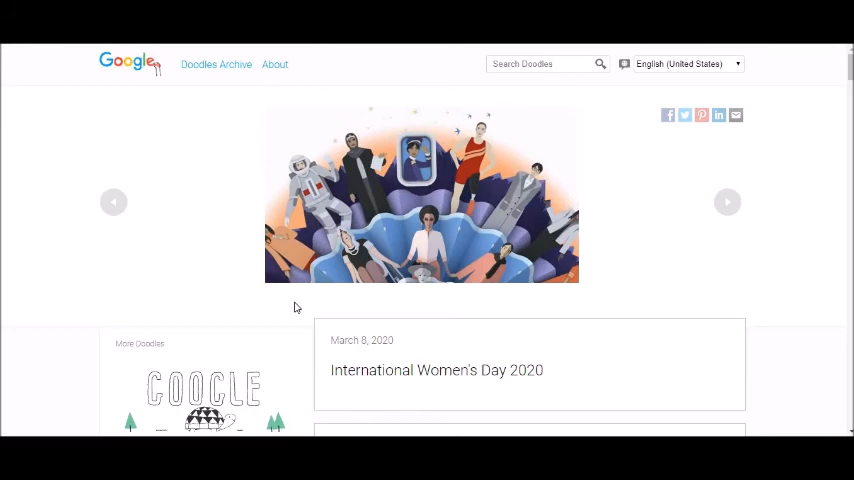 Google
Doodles Archive About
Search Doodles
English (United States)
March 8, 2020
International Women's Day 2020
More Doodles
GOOGLE